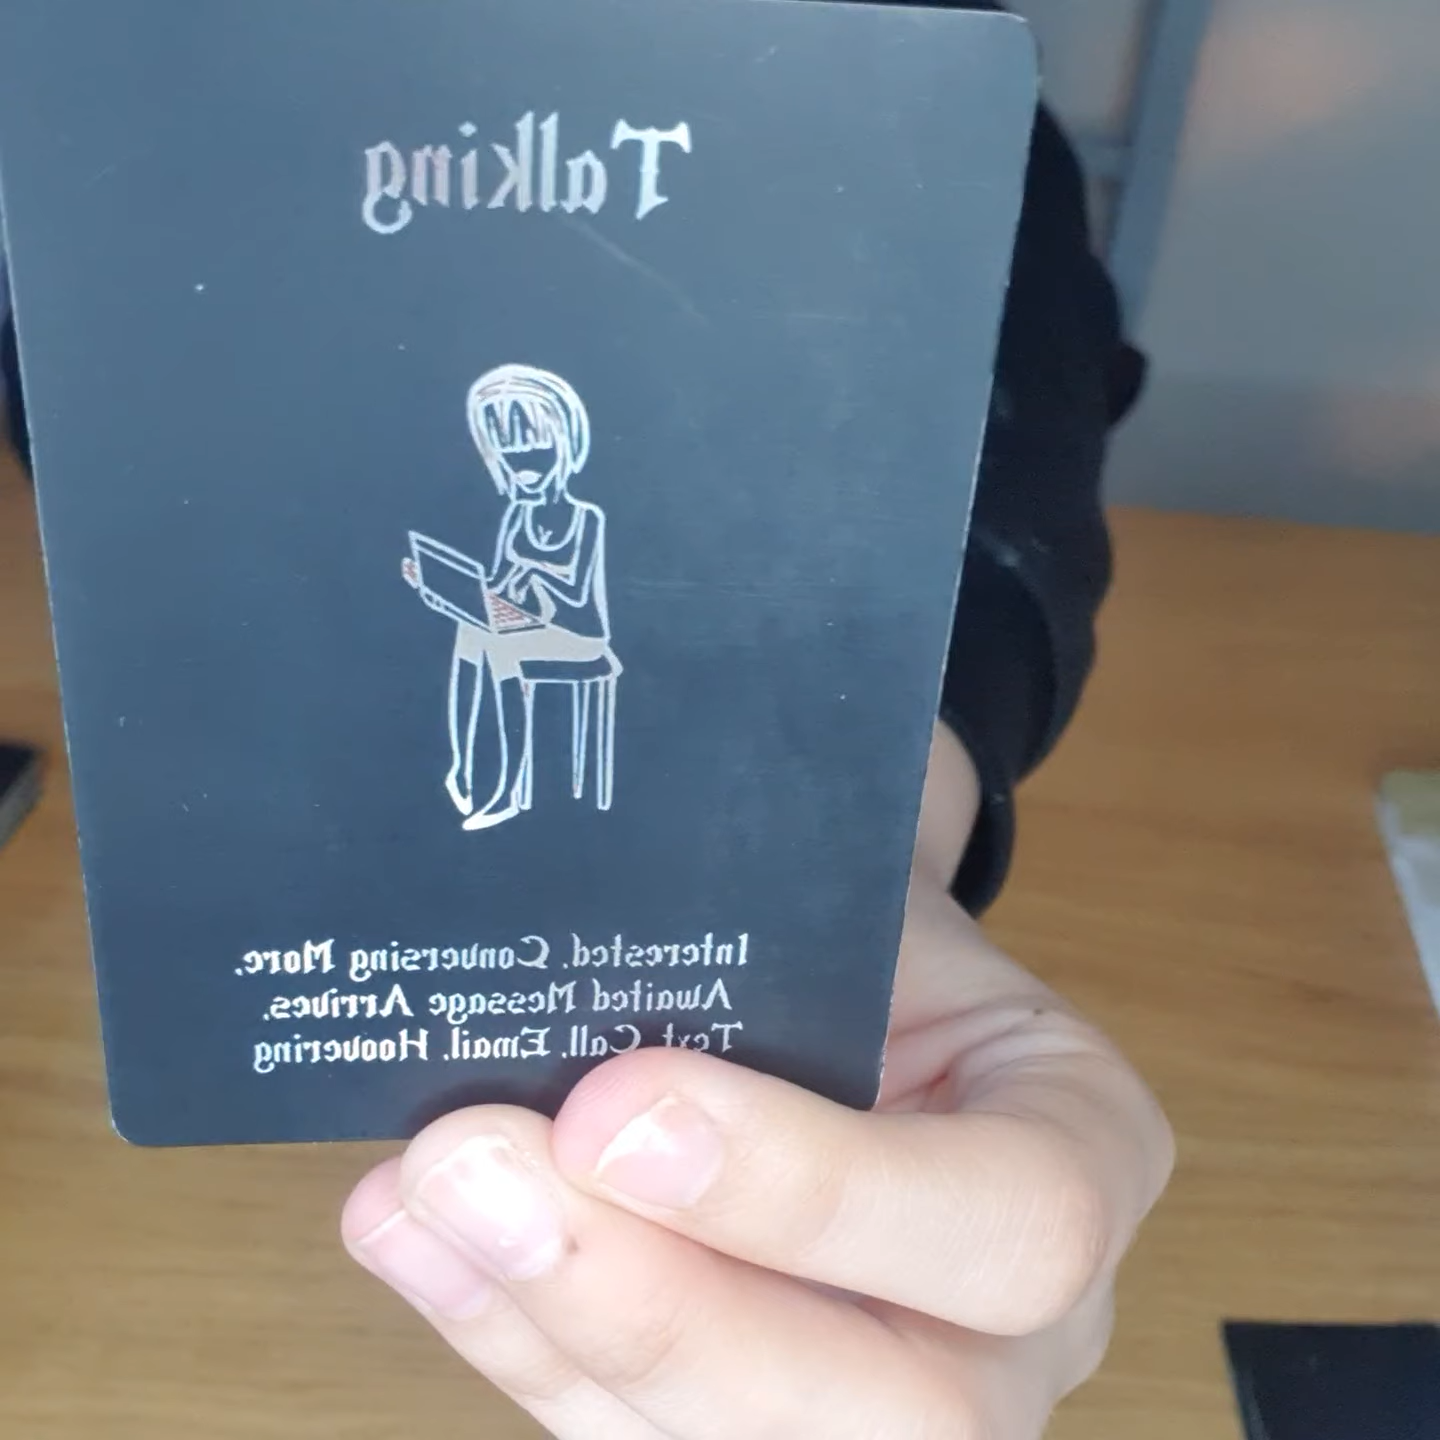 Talking
Interested. Conversing More.
Awaited Message Arrives.
Text Call. Email. Hoovering